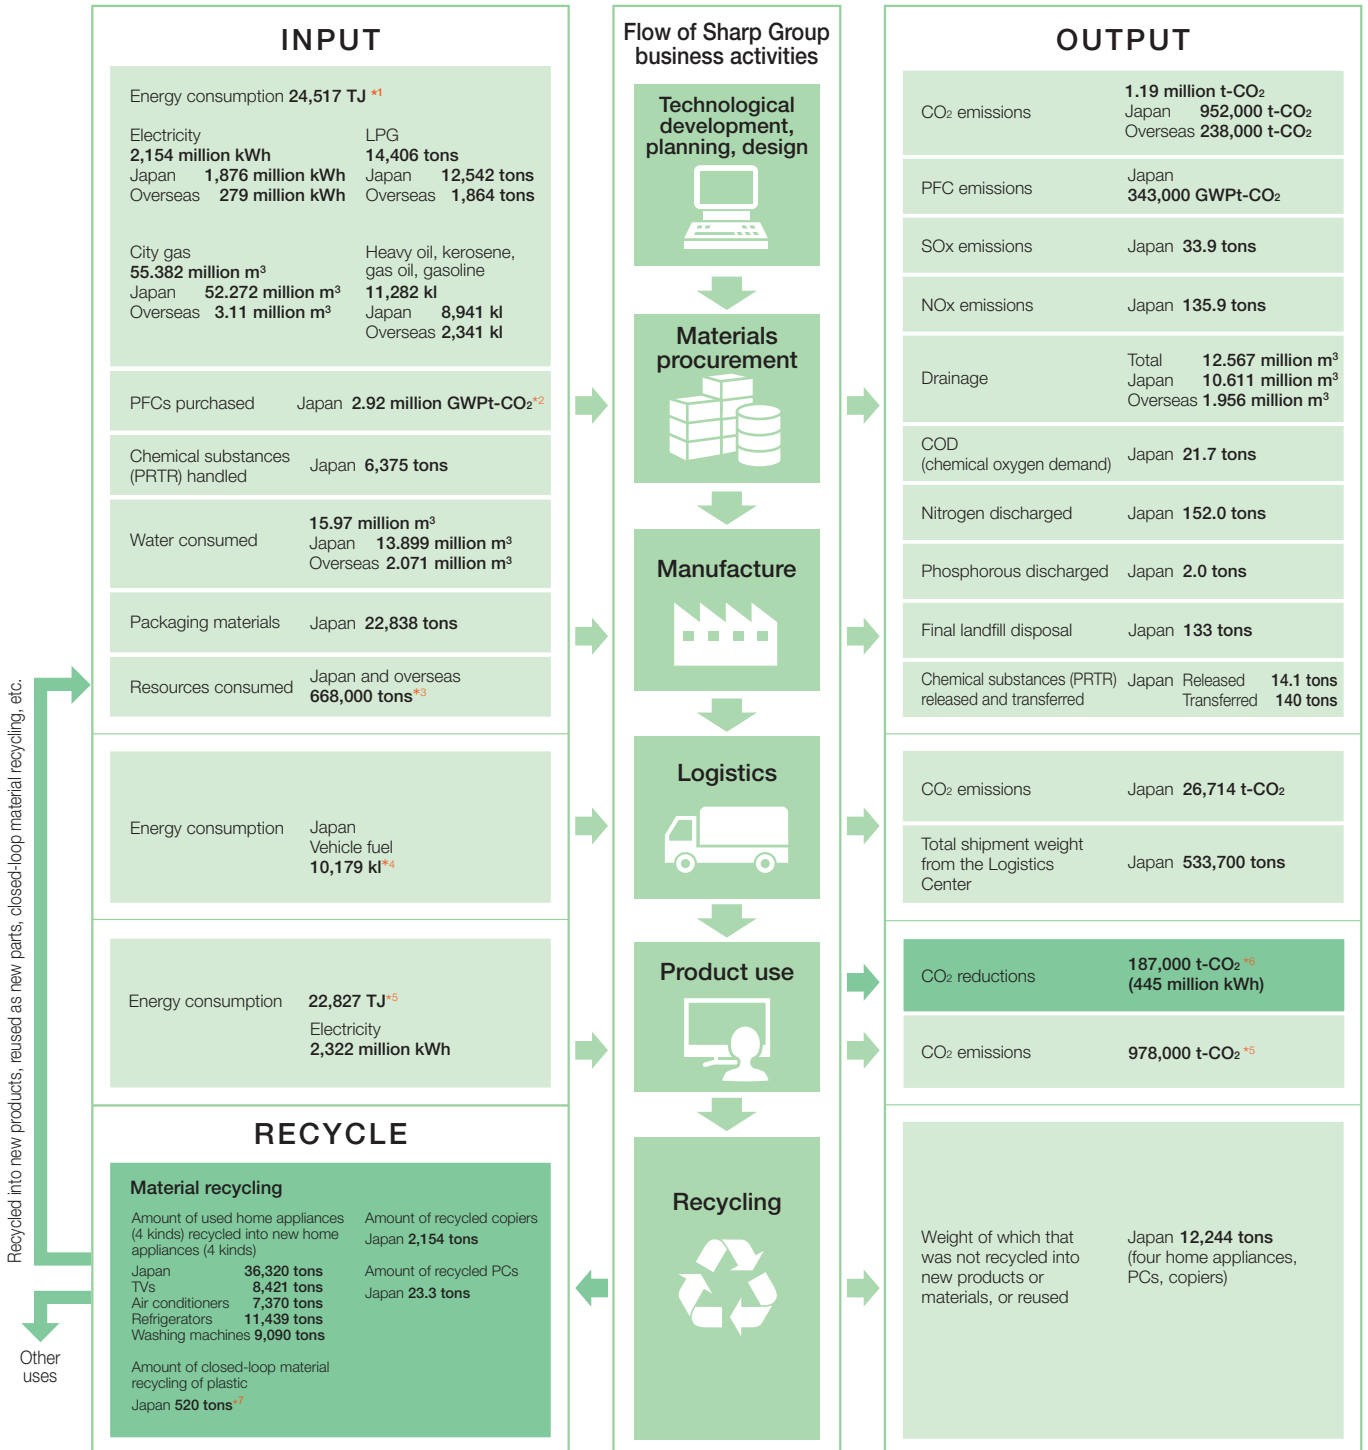 INPUT
Energy consumption 24,517 TJ *1
Electricity
2,154 million kWh
Japan 1,876 million kWh
Overseas 279 million kWh
LPG
14,406 tons
Japan 12,542 tons
Overseas 1,864 tons
City gas
55.382 million m³
Japan 52.272 million m³
Overseas 3.11 million m³
Heavy oil, kerosene,
gas oil, gasoline
11,282 kl
Japan 8,941 kl
Overseas 2,341 kl
PFCs purchased Japan 2.92 million GWPt-CO₂*2
Chemical substances
(PRTR) handled
Japan 6,375 tons
Water consumed
15.97 million m³
Japan 13.899 million m³
Overseas 2.071 million m³
Packaging materials Japan 22,838 tons
Resources consumed
Japan and overseas
668,000 tons*3
Energy consumption
Japan
Vehicle fuel
10,179 kl*4
Energy consumption 22,827 TJ*5
Electricity
2,322 million kWh
RECYCLE
Material recycling
Amount of used home appliances
(4 kinds) recycled into new home
appliances (4 kinds)
Japan 36,320 tons
TVs 8,421 tons
Air conditioners 7,370 tons
Refrigerators 11,439 tons
Washing machines 9,090 tons
Amount of closed-loop material
recycling of plastic
Japan 520 tons*7
Amount of recycled copiers
Japan 2,154 tons
Amount of recycled PCs
Japan 23.3 tons
Recycled into new products, reused as new parts, closed-loop material recycling, etc.
Other
uses
Flow of Sharp Group
business activities
Technological
development,
planning, design
Materials
procurement
Manufacture
Logistics
Product use
Recycling
OUTPUT
CO₂ emissions
1.19 million t-CO₂
Japan 952,000 t-CO₂
Overseas 238,000 t-CO₂
PFC emissions
Japan
343,000 GWPt-CO₂
SOx emissions Japan 33.9 tons
NOx emissions Japan 135.9 tons
Drainage
Total 12.567 million m³
Japan 10.611 million m³
Overseas 1.956 million m³
COD
(chemical oxygen demand)
Japan 21.7 tons
Nitrogen discharged Japan 152.0 tons
Phosphorous discharged Japan 2.0 tons
Final landfill disposal Japan 133 tons
Chemical substances (PRTR)
released and transferred
Japan Released 14.1 tons
Transferred 140 tons
CO₂ emissions Japan 26,714 t-CO₂
Total shipment weight
from the Logistics
Center
Japan 533,700 tons
CO₂ reductions
187,000 t-CO₂ *6
(445 million kWh)
CO₂ emissions 978,000 t-CO₂ *5
Weight of which that
was not recycled into
new products or
materials, or reused
Japan 12,244 tons
(four home appliances,
PCs, copiers)